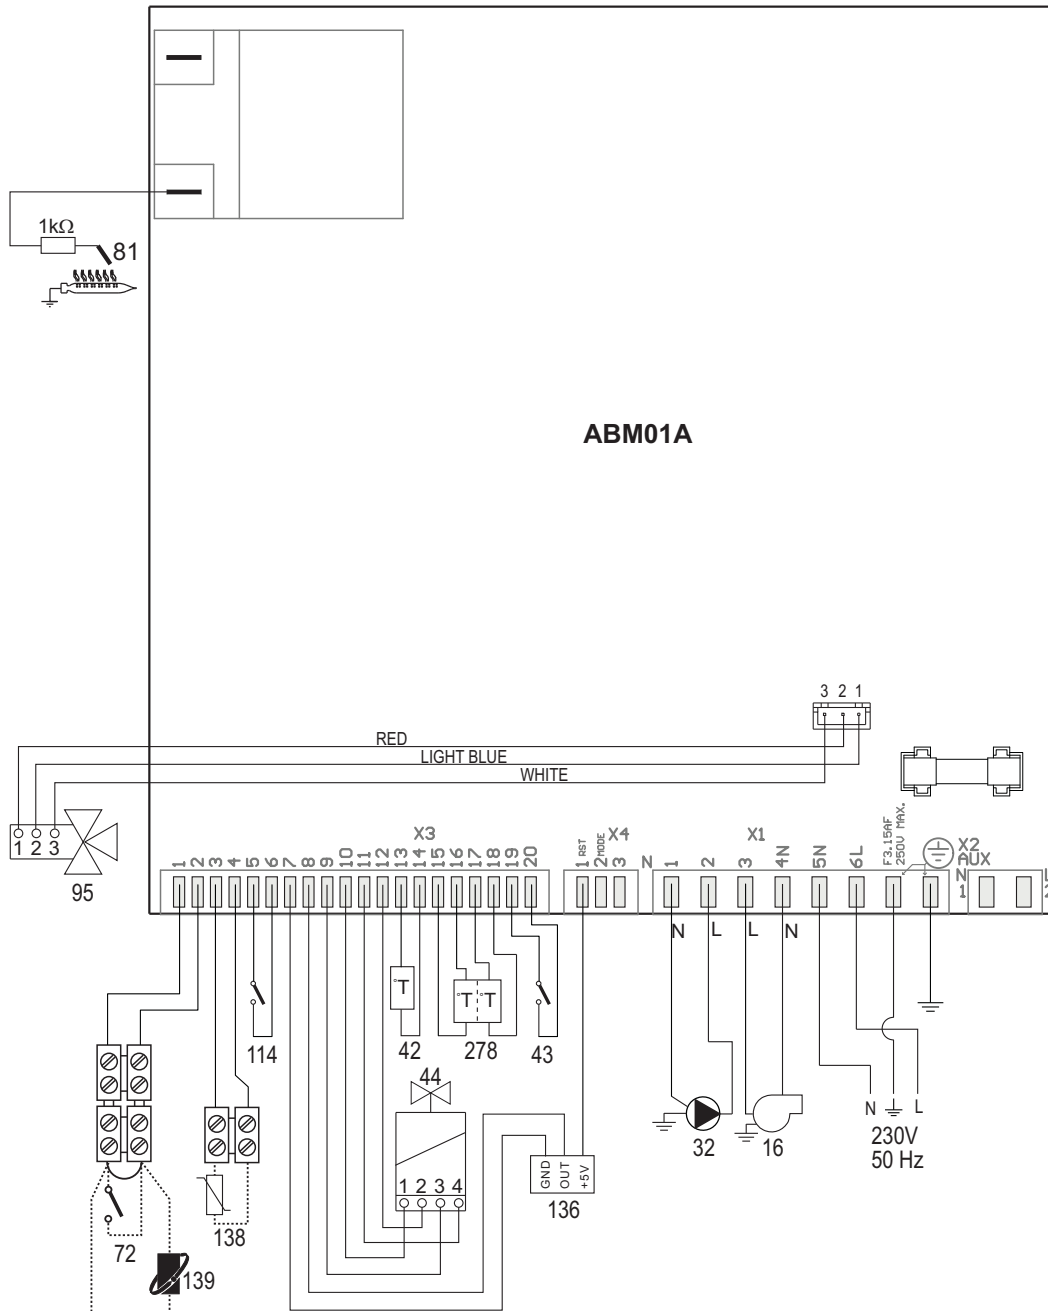 1kΩ
81
ABM01A
3 2 1
RED
LIGHT BLUE
WHITE
1 2 3
95
X3
1 2 3 4 5 6 7 8 9 10 11 12 13 14 15 16 17 18 19 20
X4
1 RST
2 MODE
3
N
X1
1 2 3 4N 5N 6L
F3.15AF
250V MAX.
X2
AUX
N L
1 2
N L L N
°T
°T °T
114
42
278
43
44
1 2 3 4
GND
OUT
+5V
136
32
16
N L
230V
50 Hz
72
138
139